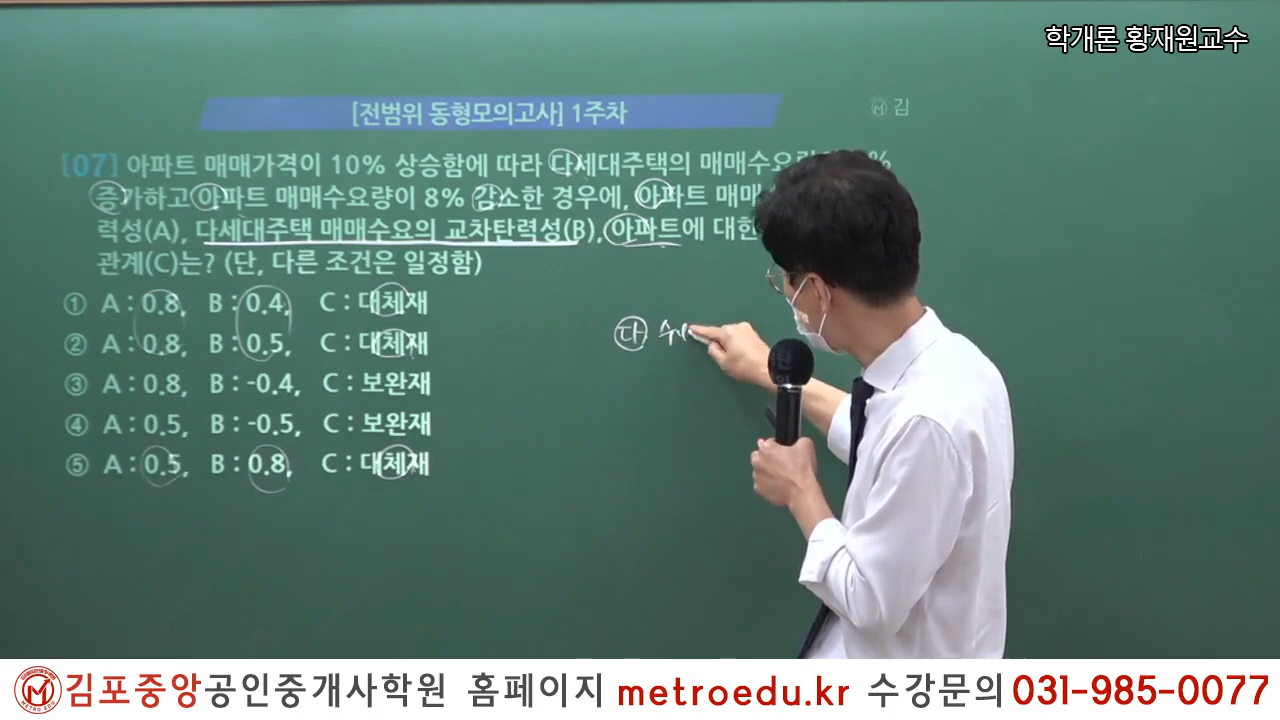 학개론 황재원교수
[전범위 동형모의고사] 1주차
김
[07] 아파트 매매가격이 10% 상승함에 따라 다세대주택의 매매수요량이 %
증가하고 아파트 매매수요량이 8% 감소한 경우에, 아파트 매매
력성(A), 다세대주택 매매수요의 교차탄력성(B), 아파트에 대한
관계(C)는? (단, 다른 조건은 일정함)
① A : 0.8, B : 0.4, C : 대체재
② A : 0.8, B : 0.5, C : 대체재
③ A : 0.8, B : -0.4, C : 보완재
④ A : 0.5, B : -0.5, C : 보완재
⑤ A : 0.5, B : 0.8, C : 대체재
다 수
METRO EDU 김포중앙공인중개사학원 홈페이지 metroedu.kr 수강문의 031-985-0077